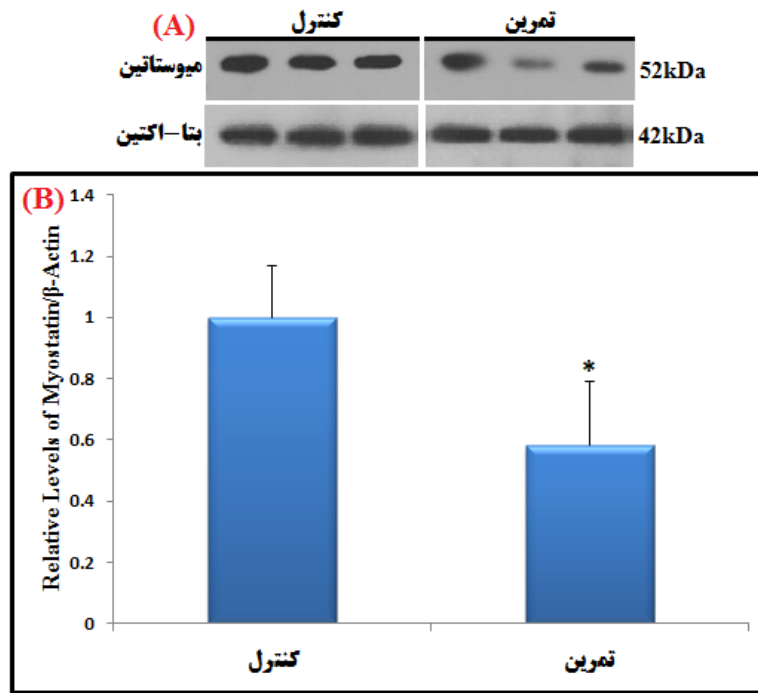 (A) کنترل تمرین
میوستاتین 52kDa
بتا-اکتین 42kDa
(B)
Relative Levels of Myostatin/β-Actin
1.4
1.2
1
0.8
0.6
0.4
0.2
0
*
کنترل تمرین